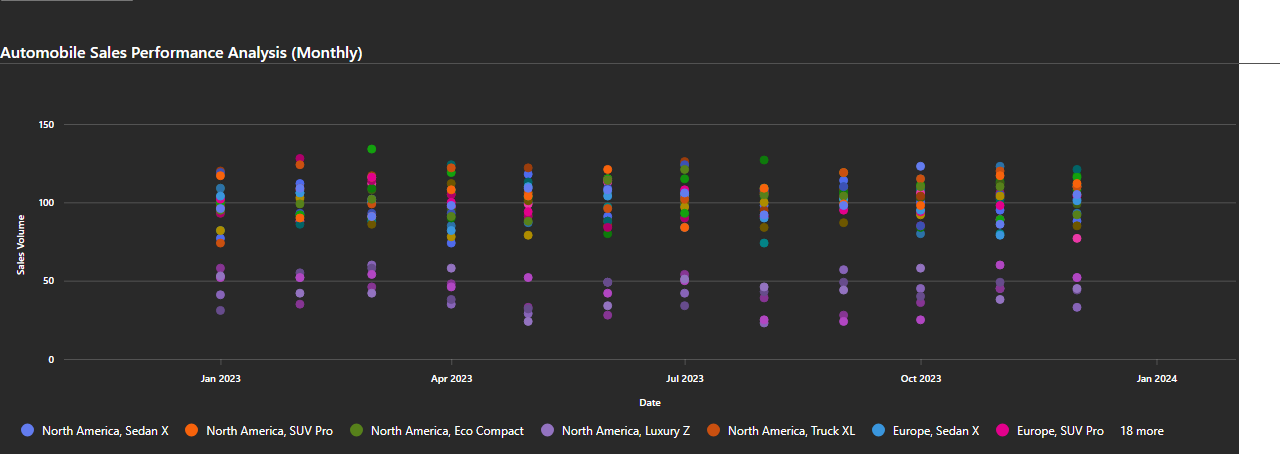 Automobile Sales Performance Analysis (Monthly)
150
100
50
0
Sales Volume
Jan 2023 Apr 2023 Jul 2023 Oct 2023 Jan 2024
Date
North America, Sedan X North America, SUV Pro North America, Eco Compact North America, Luxury Z North America, Truck XL Europe, Sedan X Europe, SUV Pro 18 more